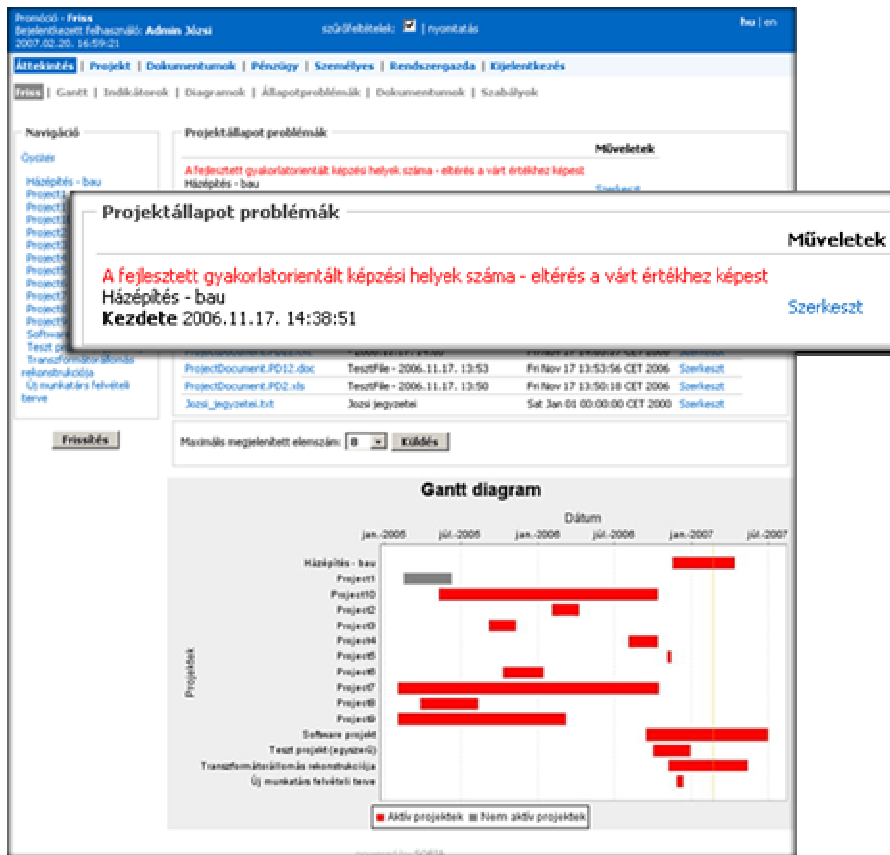 Promóció - Friss
Bejelentkezett felhasználó: Admin Józsi
2007.02.20. 16:59:21
szűrőfeltételek: | nyomtatás
hu | en
Áttekintés | Projekt | Dokumentumok | Pénzügy | Személyes | Rendszergazda | Kijelentkezés
Friss | Gantt | Indikátorok | Diagramok | Állapotproblémák | Dokumentumok | Szabályok
Navigáció
Összes
Házépítés - bau
Project1
Software
Teszt
Transzformátorállomás
rekonstrukciója
Új munkatárs felvételi
terve
Frissítés
Projektállapot problémák
Műveletek
A fejlesztett gyakorlatorientált képzési helyek száma - eltérés a várt értékhez képest
Házépítés - bau
Szerkeszt
Projektállapot problémák
Műveletek
A fejlesztett gyakorlatorientált képzési helyek száma - eltérés a várt értékhez képest
Házépítés - bau
Kezdete 2006.11.17. 14:38:51
Szerkeszt
ProjectDocument.PD12.doc TesztFile - 2006.11.17. 13:53 Fri Nov 17 13:53:56 CET 2006 Szerkeszt
ProjectDocument.PD2.xls TesztFile - 2006.11.17. 13:50 Fri Nov 17 13:50:18 CET 2006 Szerkeszt
Jozsi_jegyzetei.txt Jozsi jegyzetei Sat Jan 01 00:00:00 CET 2000 Szerkeszt
Maximális megjelenített elemszám: 8 Küldés
Gantt diagram
Dátum
jan.-2005 júl.-2005 jan.-2006 júl.-2006 jan.-2007 júl.-2007
Projektek
Házépítés - bau
Project1
Project10
Project2
Project3
Project4
Project5
Project6
Project7
Project8
Project9
Software projekt
Teszt projekt (egyszerű)
Transzformátorállomás rekonstrukciója
Új munkatárs felvételi terve
Aktív projektek Nem aktív projektek